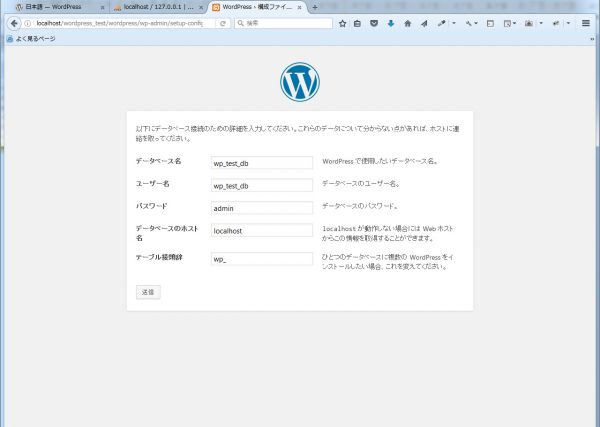 日本語 — WordPress
localhost / 127.0.0.1 | ...
WordPress › 構成ファイ...
localhost/wordpress_test/wordpress/wp-admin/setup-config
検索
よく見るページ
以下にデータベース接続のための詳細を入力してください。これらのデータについて分からない点があれば、ホストに連
絡を取ってください。
データベース名 wp_test_db WordPress で使用したいデータベース名。
ユーザー名 wp_test_db データベースのユーザー名。
パスワード admin データベースのパスワード。
データベースのホスト localhost localhost が動作しない場合には Web ホスト
名 からこの情報を取得することができます。
テーブル接頭辞 wp_ ひとつのデータベースに複数の WordPress をイ
ンストールしたい場合、これを変えてください。
送信